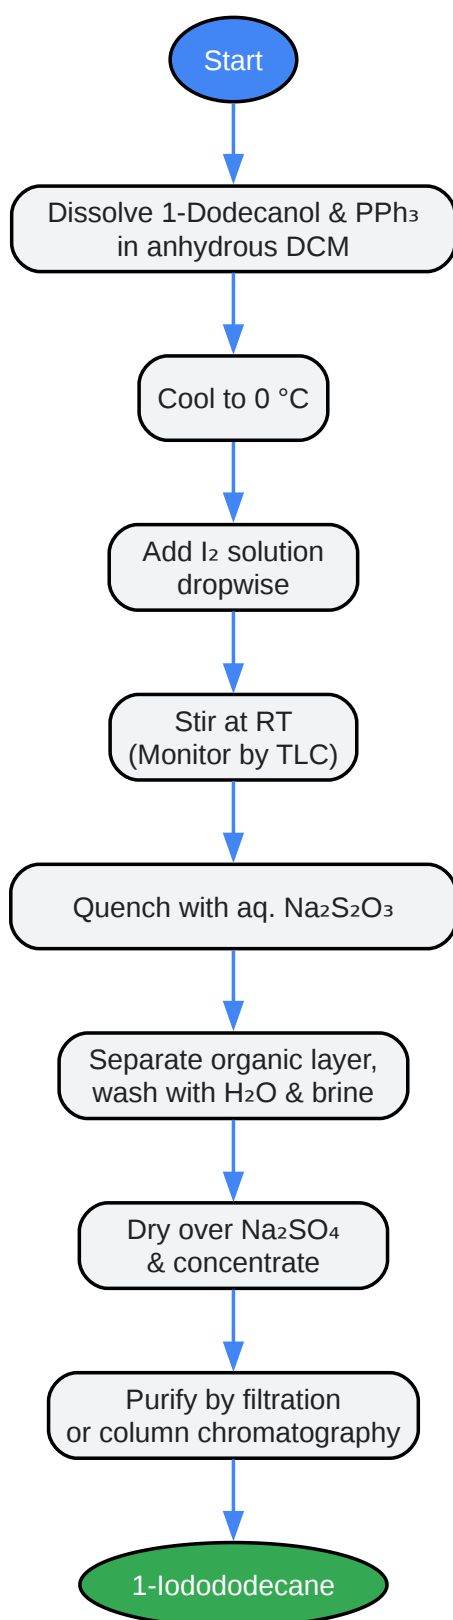 Start
Dissolve 1-Dodecanol & PPh₃
in anhydrous DCM
Cool to 0 °C
Add I₂ solution
dropwise
Stir at RT
(Monitor by TLC)
Quench with aq. Na₂S₂O₃
Separate organic layer,
wash with H₂O & brine
Dry over Na₂SO₄
& concentrate
Purify by filtration
or column chromatography
1-Iodododecane